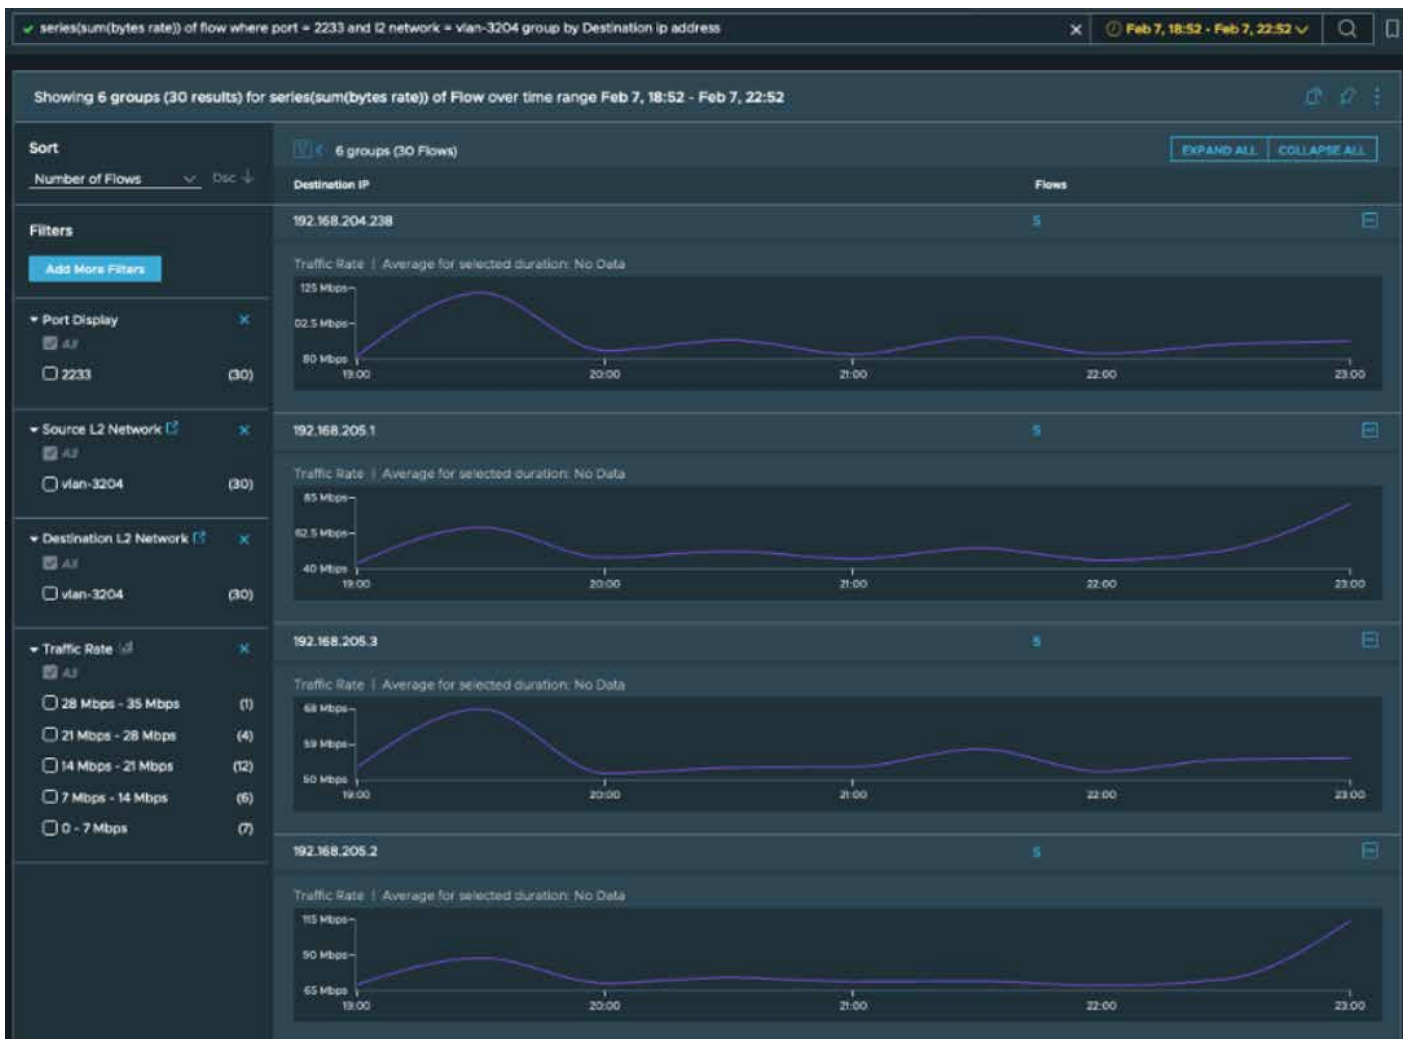 series(sum(bytes rate)) of flow where port = 2233 and l2 network = vlan-3204 group by Destination ip address
Feb 7, 18:52 - Feb 7, 22:52
Showing 6 groups (30 results) for series(sum(bytes rate)) of Flow over time range Feb 7, 18:52 - Feb 7, 22:52
Sort
Number of Flows Dsc
Filters
Add More Filters
Port Display
All
2233 (30)
Source L2 Network
All
vlan-3204 (30)
Destination L2 Network
All
vlan-3204 (30)
Traffic Rate
All
28 Mbps - 35 Mbps (1)
21 Mbps - 28 Mbps (4)
14 Mbps - 21 Mbps (12)
7 Mbps - 14 Mbps (6)
0 - 7 Mbps (7)
6 groups (30 Flows)
EXPAND ALL COLLAPSE ALL
Destination IP Flows
192.168.204.238 5
Traffic Rate | Average for selected duration: No Data
125 Mbps
02.5 Mbps
80 Mbps
19:00 20:00 21:00 22:00 23:00
192.168.205.1 5
Traffic Rate | Average for selected duration: No Data
85 Mbps
62.5 Mbps
40 Mbps
19:00 20:00 21:00 22:00 23:00
192.168.205.3 5
Traffic Rate | Average for selected duration: No Data
68 Mbps
59 Mbps
50 Mbps
19:00 20:00 21:00 22:00 23:00
192.168.205.2 5
Traffic Rate | Average for selected duration: No Data
115 Mbps
90 Mbps
65 Mbps
19:00 20:00 21:00 22:00 23:00